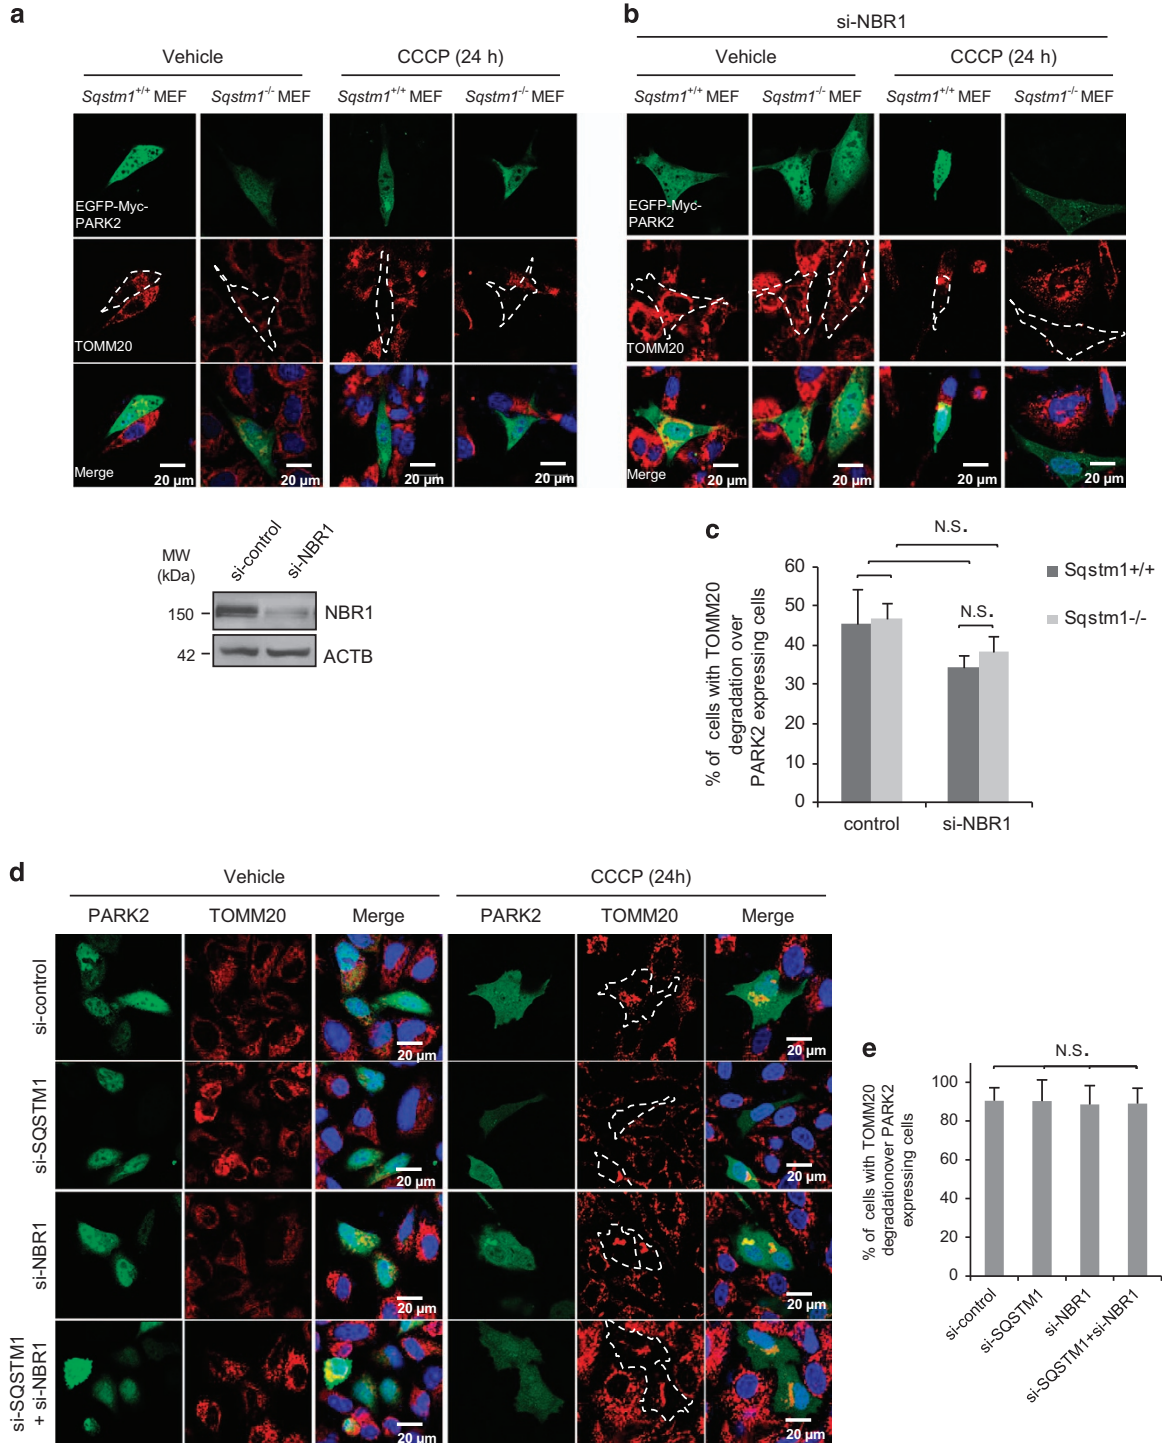 a
Vehicle
CCCP (24 h)
Sqstm1+/+ MEF
Sqstm1-/- MEF
Sqstm1+/+ MEF
Sqstm1-/- MEF
EGFP-Myc-
PARK2
TOMM20
Merge
20 µm
20 µm
20 µm
20 µm
MW
(kDa)
si-control
si-NBR1
150
NBR1
42
ACTB
b
si-NBR1
Vehicle
CCCP (24 h)
Sqstm1+/+ MEF
Sqstm1-/- MEF
Sqstm1+/+ MEF
Sqstm1-/- MEF
EGFP-Myc-
PARK2
TOMM20
Merge
20 µm
20 µm
20 µm
20 µm
c
% of cells with TOMM20
degradation over
PARK2 expressing cells
60
50
40
30
20
10
0
N.S.
N.S.
control
si-NBR1
Sqstm1+/+
Sqstm1-/-
d
Vehicle
CCCP (24h)
PARK2
TOMM20
Merge
PARK2
TOMM20
Merge
si-control
20 µm
20 µm
si-SQSTM1
20 µm
20 µm
si-NBR1
20 µm
20 µm
si-SQSTM1
+ si-NBR1
20 µm
20 µm
e
% of cells with TOMM20
degradationover PARK2
expressing cells
N.S.
100
80
60
40
20
0
si-control
si-SQSTM1
si-NBR1
si-SQSTM1+si-NBR1